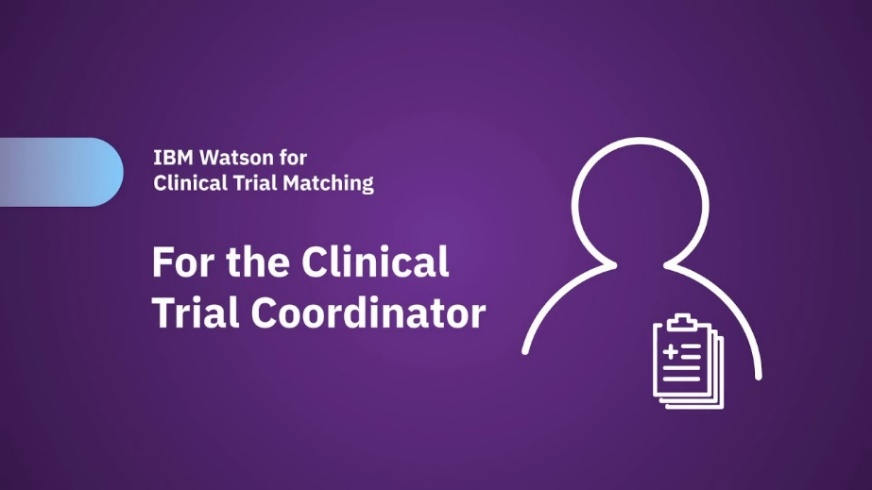 IBM Watson for
Clinical Trial Matching
For the Clinical
Trial Coordinator